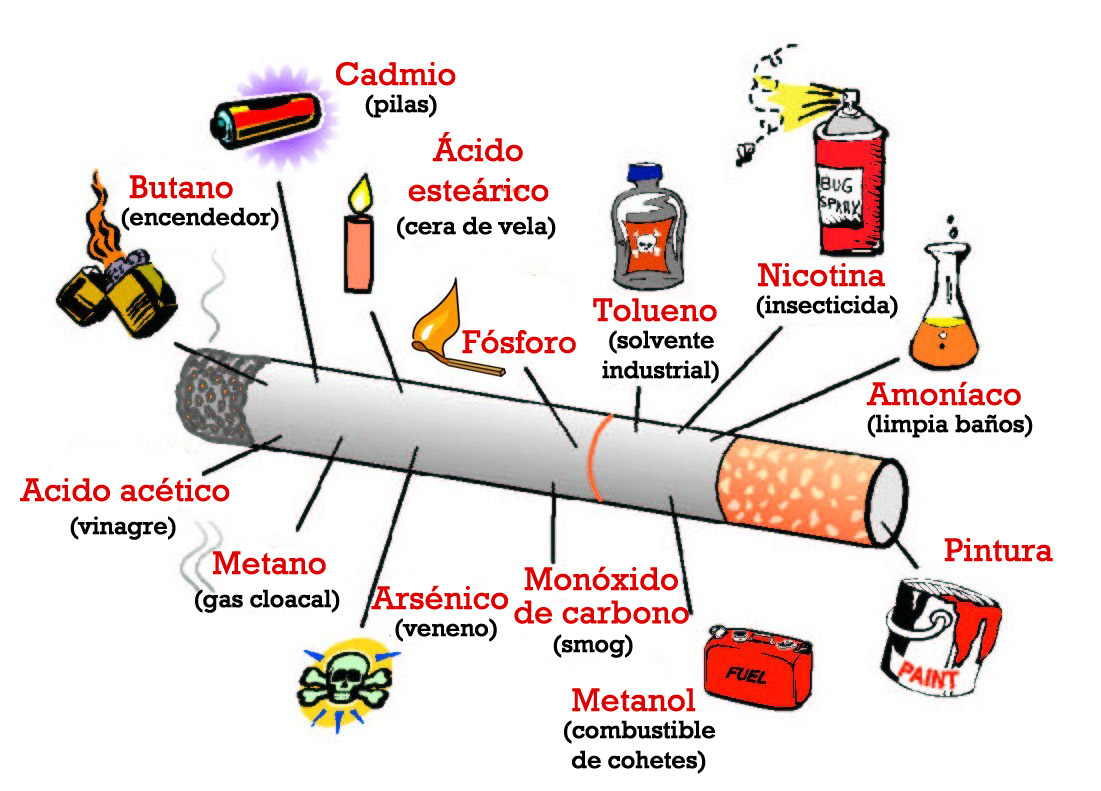 Cadmio
(pilas)
Ácido
esteárico
(cera de vela)
Butano
(encendedor)
BUG
SPRAY
Nicotina
(insecticida)
Tolueno
(solvente
industrial)
Fósforo
Amoníaco
(limpia baños)
Acido acético
(vinagre)
Metano
(gas cloacal)
Arsénico
(veneno)
Monóxido
de carbono
(smog)
Pintura
PAINT
FUEL
Metanol
(combustible
de cohetes)